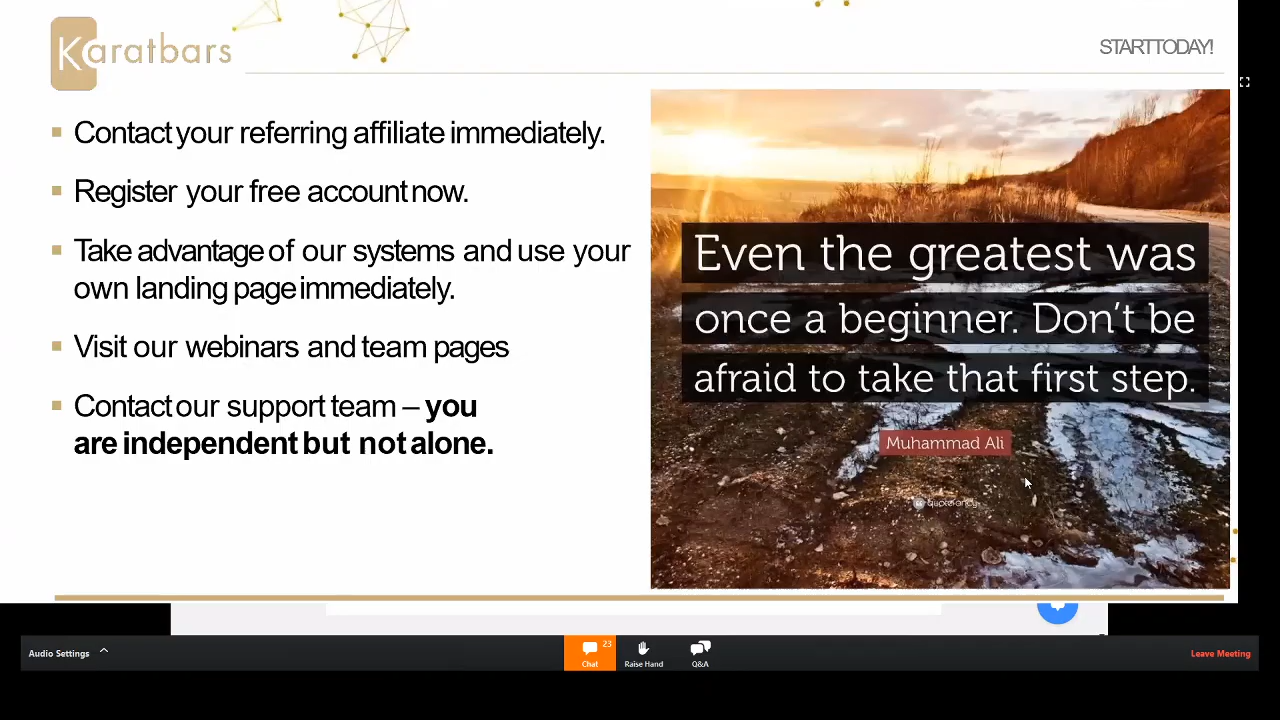 Karatbars
START TODAY!
Contact your referring affiliate immediately.
Register your free account now.
Take advantage of our systems and use your
own landing page immediately.
Visit our webinars and team pages
Contact our support team – you
are independent but not alone.
Even the greatest was
once a beginner. Don't be
afraid to take that first step.
Muhammad Ali
quotefancy
Audio Settings
Chat
23
Raise Hand
Q&A
Leave Meeting